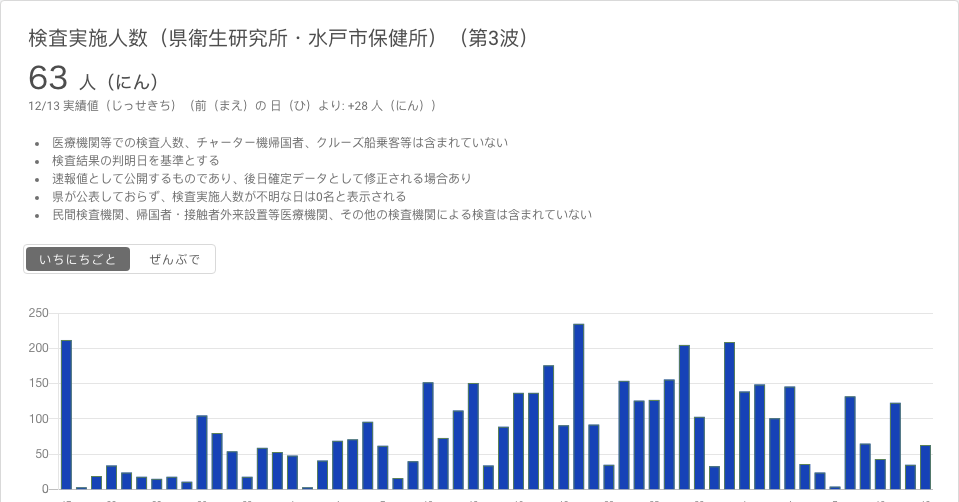 検査実施人数（県衛生研究所・水戸市保健所）（第3波）
63 人（にん）
12/13 実績値（じっせきち）（前（まえ）の 日（ひ）より: +28 人（にん））
医療機関等での検査人数、チャーター機帰国者、クルーズ船乗客等は含まれていない
検査結果の判明日を基準とする
速報値として公開するものであり、後日確定データとして修正される場合あり
県が公表しておらず、検査実施人数が不明な日は0名と表示される
民間検査機関、帰国者・接触者外来設置等医療機関、その他の検査機関による検査は含まれていない
いちにちごと ぜんぶで
250
200
150
100
50
0